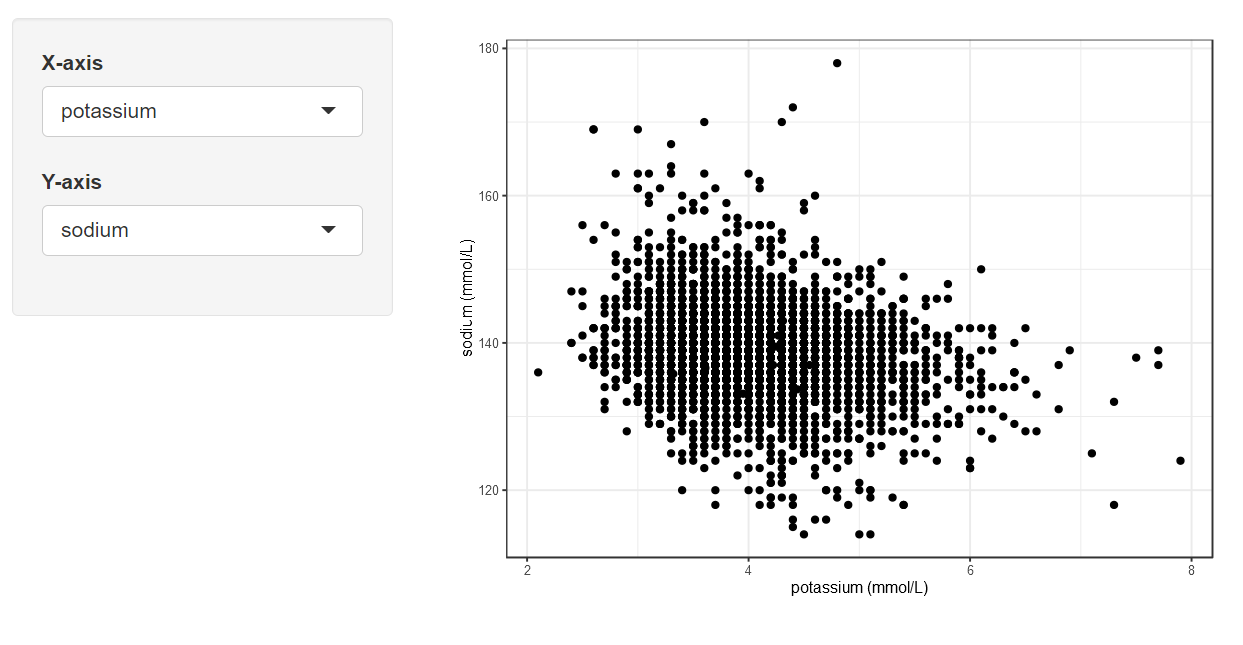 X-axis
potassium
Y-axis
sodium
180
160
140
120
sodium (mmol/L)
2 4 6 8
potassium (mmol/L)